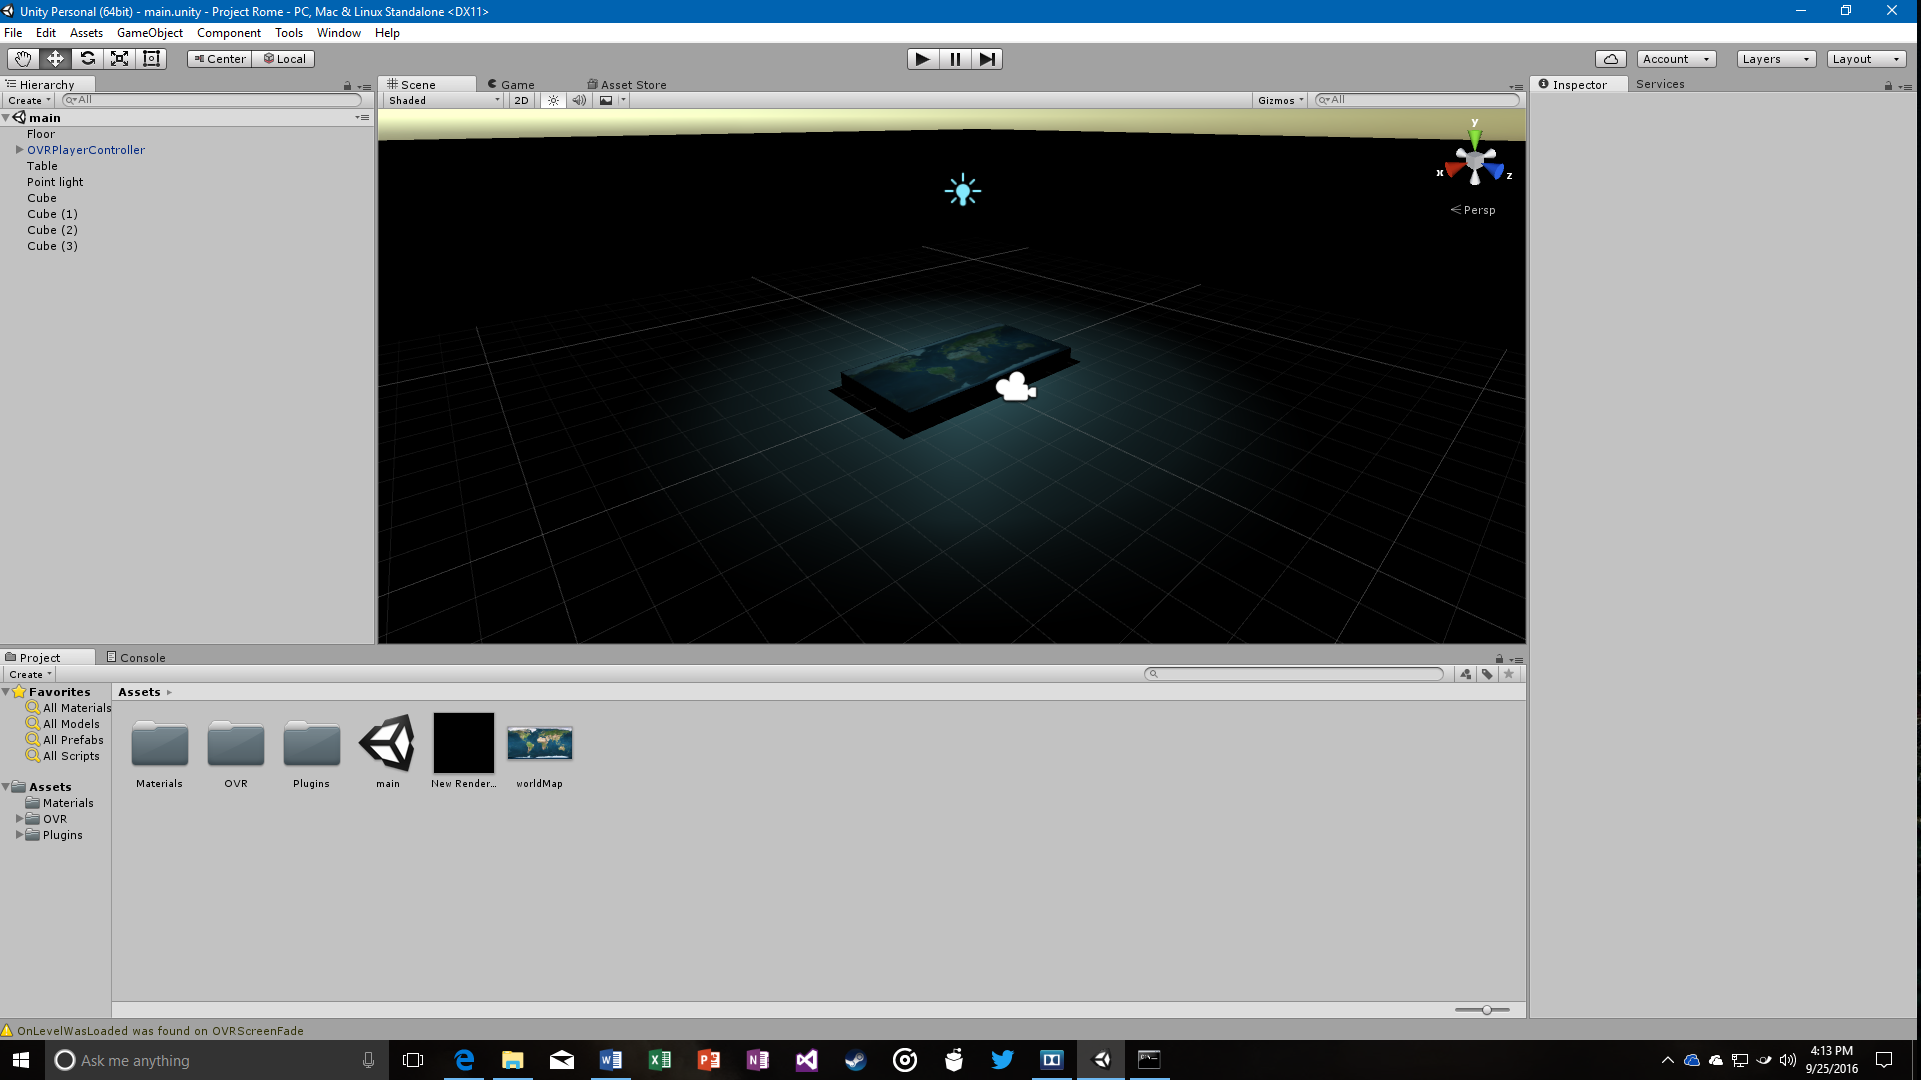 Unity Personal (64bit) - main.unity - Project Rome - PC, Mac & Linux Standalone <DX11>
File Edit Assets GameObject Component Tools Window Help
Center Local Account Layers Layout
Hierarchy
Create All
main
Floor
OVRPlayerController
Table
Point light
Cube
Cube (1)
Cube (2)
Cube (3)
Scene Game Asset Store
Shaded 2D Gizmos All
y
x z
Persp
Inspector Services
Project Console
Create
Favorites
All Materials
All Models
All Prefabs
All Scripts
Assets
Materials
OVR
Plugins
Assets
Materials OVR Plugins main New Render... worldMap
OnLevelWasLoaded was found on OVRScreenFade
Ask me anything
4:13 PM
9/25/2016